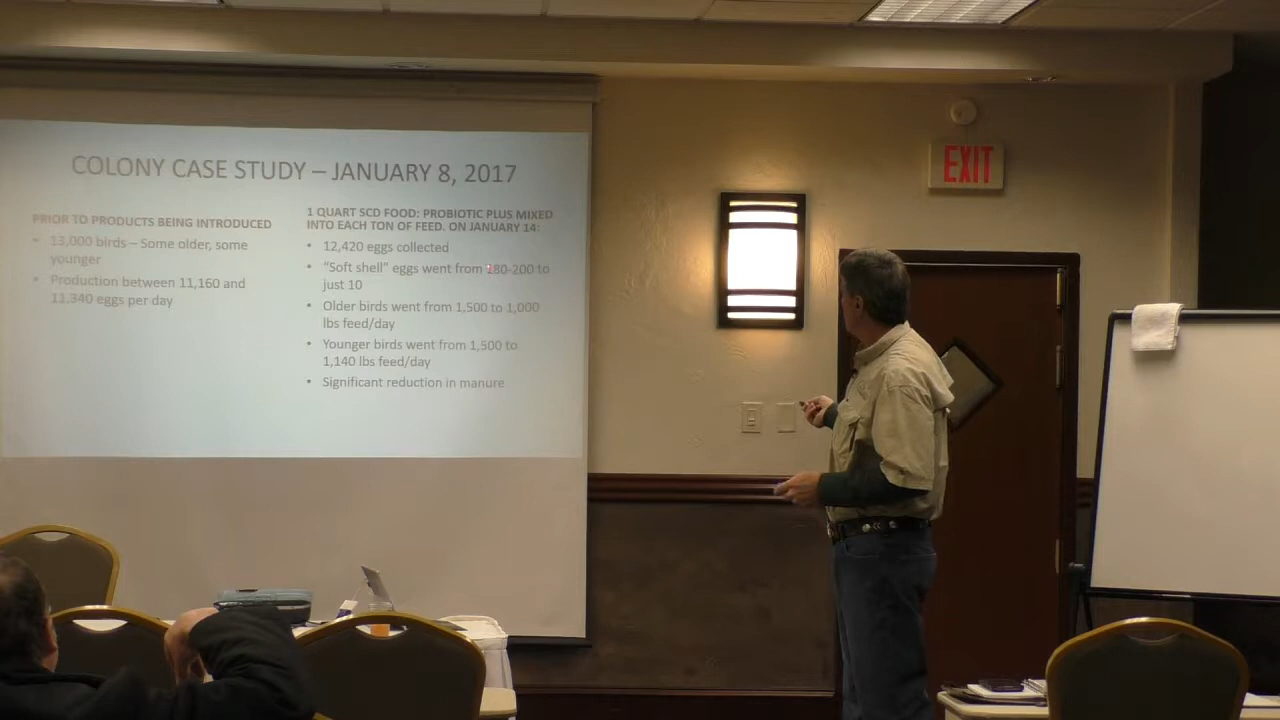 COLONY CASE STUDY – JANUARY 8, 2017
PRIOR TO PRODUCTS BEING INTRODUCED
• 13,000 birds – Some older, some
younger
• Production between 11,160 and
11,340 eggs per day
1 QUART SCD FOOD: PROBIOTIC PLUS MIXED
INTO EACH TON OF FEED. ON JANUARY 14:
• 12,420 eggs collected
• “Soft shell” eggs went from 180-200 to
just 10
• Older birds went from 1,500 to 1,000
lbs feed/day
• Younger birds went from 1,500 to
1,140 lbs feed/day
• Significant reduction in manure
EXIT